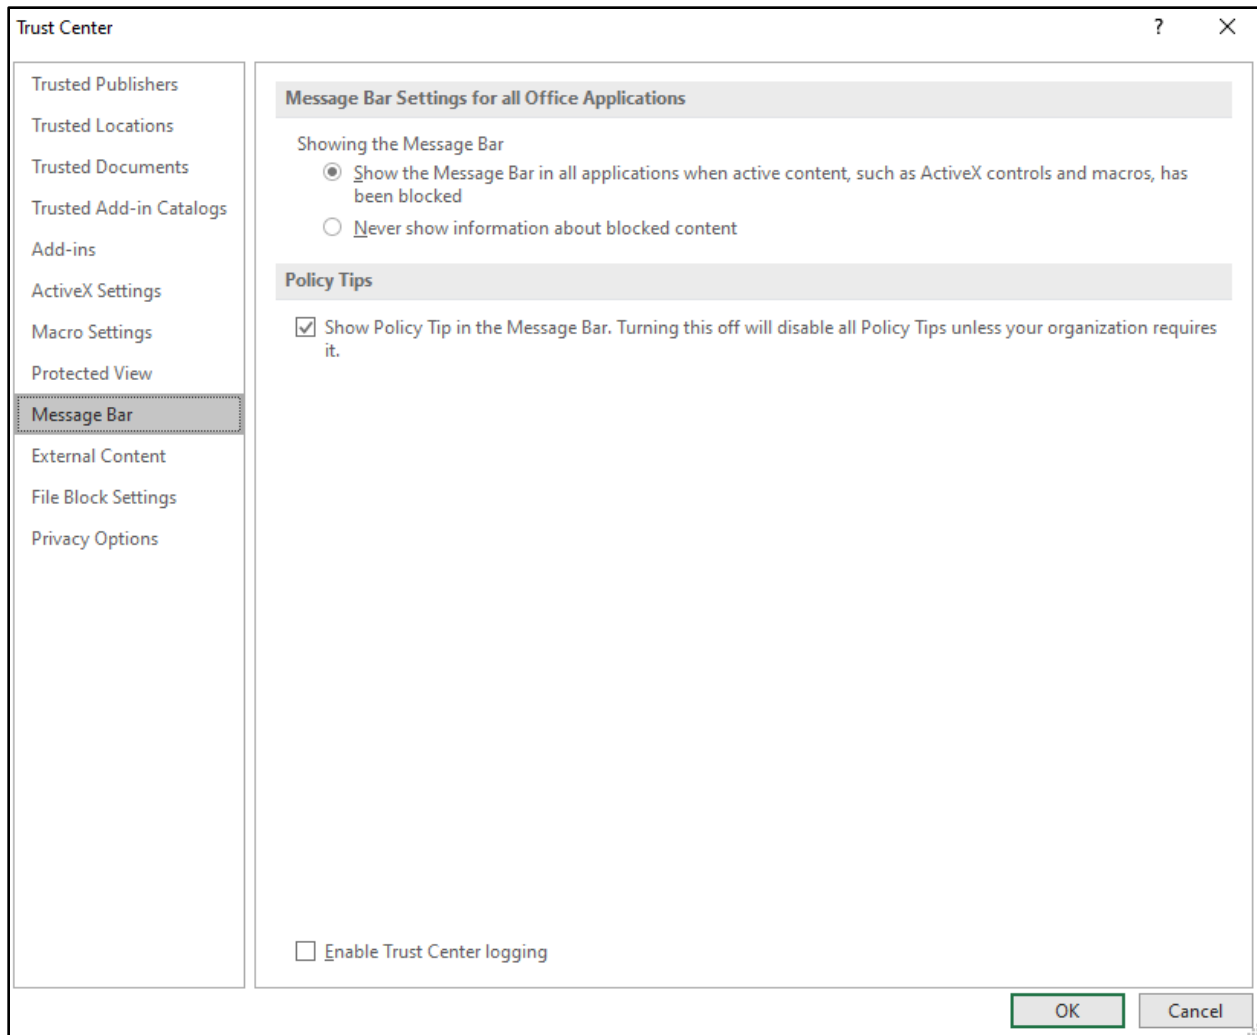 Trust Center
?
Trusted Publishers
Trusted Locations
Trusted Documents
Trusted Add-in Catalogs
Add-ins
ActiveX Settings
Macro Settings
Protected View
Message Bar
External Content
File Block Settings
Privacy Options
Message Bar Settings for all Office Applications
Showing the Message Bar
Show the Message Bar in all applications when active content, such as ActiveX controls and macros, has
been blocked
Never show information about blocked content
Policy Tips
Show Policy Tip in the Message Bar. Turning this off will disable all Policy Tips unless your organization requires
it.
Enable Trust Center logging
OK
Cancel